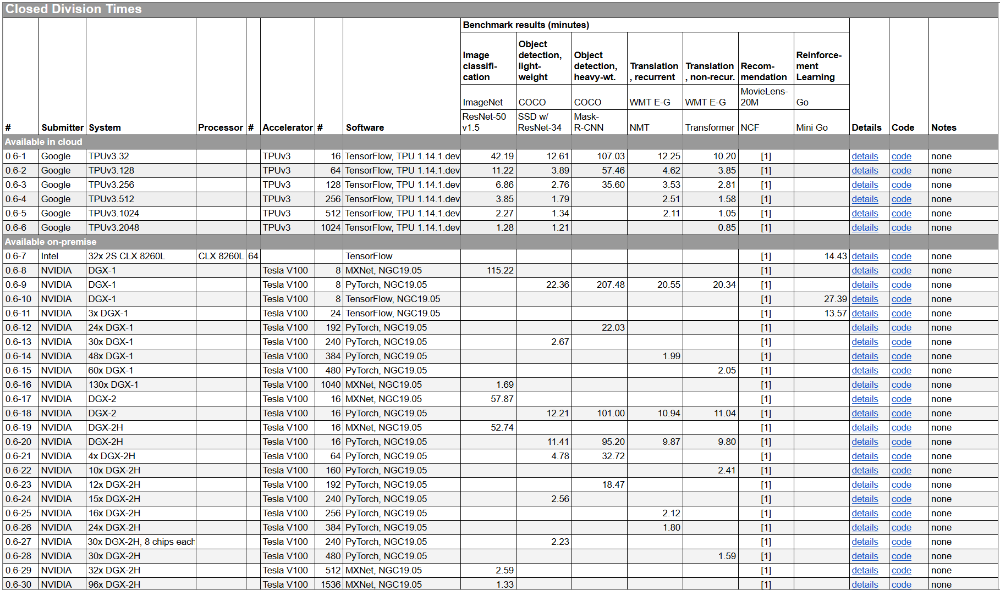 Closed Division Times
Benchmark results (minutes)
Image classifi-cation Object detection, light-weight Object detection, heavy-wt. Translation, recurrent Translation, non-recur. Recom-mendation Reinforce-ment Learning
ImageNet COCO COCO WMT E-G WMT E-G MovieLens-20M Go
# Submitter System Processor # Accelerator # Software ResNet-50 v1.5 SSD w/ ResNet-34 Mask-R-CNN NMT Transformer NCF Mini Go Details Code Notes
Available in cloud
0.6-1 Google TPUv3.32 TPUv3 16 TensorFlow, TPU 1.14.1.dev 42.19 12.61 107.03 12.25 10.20 [1] details code none
0.6-2 Google TPUv3.128 TPUv3 64 TensorFlow, TPU 1.14.1.dev 11.22 3.89 57.46 4.62 3.85 [1] details code none
0.6-3 Google TPUv3.256 TPUv3 128 TensorFlow, TPU 1.14.1.dev 6.86 2.76 35.60 3.53 2.81 [1] details code none
0.6-4 Google TPUv3.512 TPUv3 256 TensorFlow, TPU 1.14.1.dev 3.85 1.79 2.51 1.58 [1] details code none
0.6-5 Google TPUv3.1024 TPUv3 512 TensorFlow, TPU 1.14.1.dev 2.27 1.34 2.11 1.05 [1] details code none
0.6-6 Google TPUv3.2048 TPUv3 1024 TensorFlow, TPU 1.14.1.dev 1.28 1.21 0.85 [1] details code none
Available on-premise
0.6-7 Intel 32x 2S CLX 8260L CLX 8260L 64 TensorFlow [1] 14.43 details code none
0.6-8 NVIDIA DGX-1 Tesla V100 8 MXNet, NGC19.05 115.22 [1] details code none
0.6-9 NVIDIA DGX-1 Tesla V100 8 PyTorch, NGC19.05 22.36 207.48 20.55 20.34 [1] details code none
0.6-10 NVIDIA DGX-1 Tesla V100 8 TensorFlow, NGC19.05 [1] 27.39 details code none
0.6-11 NVIDIA 3x DGX-1 Tesla V100 24 TensorFlow, NGC19.05 [1] 13.57 details code none
0.6-12 NVIDIA 24x DGX-1 Tesla V100 192 PyTorch, NGC19.05 22.03 [1] details code none
0.6-13 NVIDIA 30x DGX-1 Tesla V100 240 PyTorch, NGC19.05 2.67 [1] details code none
0.6-14 NVIDIA 48x DGX-1 Tesla V100 384 PyTorch, NGC19.05 1.99 [1] details code none
0.6-15 NVIDIA 60x DGX-1 Tesla V100 480 PyTorch, NGC19.05 2.05 [1] details code none
0.6-16 NVIDIA 130x DGX-1 Tesla V100 1040 MXNet, NGC19.05 1.69 [1] details code none
0.6-17 NVIDIA DGX-2 Tesla V100 16 MXNet, NGC19.05 57.87 [1] details code none
0.6-18 NVIDIA DGX-2 Tesla V100 16 PyTorch, NGC19.05 12.21 101.00 10.94 11.04 [1] details code none
0.6-19 NVIDIA DGX-2H Tesla V100 16 MXNet, NGC19.05 52.74 [1] details code none
0.6-20 NVIDIA DGX-2H Tesla V100 16 PyTorch, NGC19.05 11.41 95.20 9.87 9.80 [1] details code none
0.6-21 NVIDIA 4x DGX-2H Tesla V100 64 PyTorch, NGC19.05 4.78 32.72 [1] details code none
0.6-22 NVIDIA 10x DGX-2H Tesla V100 160 PyTorch, NGC19.05 2.41 [1] details code none
0.6-23 NVIDIA 12x DGX-2H Tesla V100 192 PyTorch, NGC19.05 18.47 [1] details code none
0.6-24 NVIDIA 15x DGX-2H Tesla V100 240 PyTorch, NGC19.05 2.56 [1] details code none
0.6-25 NVIDIA 16x DGX-2H Tesla V100 256 PyTorch, NGC19.05 2.12 [1] details code none
0.6-26 NVIDIA 24x DGX-2H Tesla V100 384 PyTorch, NGC19.05 1.80 [1] details code none
0.6-27 NVIDIA 30x DGX-2H, 8 chips each Tesla V100 240 PyTorch, NGC19.05 2.23 [1] details code none
0.6-28 NVIDIA 30x DGX-2H Tesla V100 480 PyTorch, NGC19.05 1.59 [1] details code none
0.6-29 NVIDIA 32x DGX-2H Tesla V100 512 MXNet, NGC19.05 2.59 [1] details code none
0.6-30 NVIDIA 96x DGX-2H Tesla V100 1536 MXNet, NGC19.05 1.33 [1] details code none